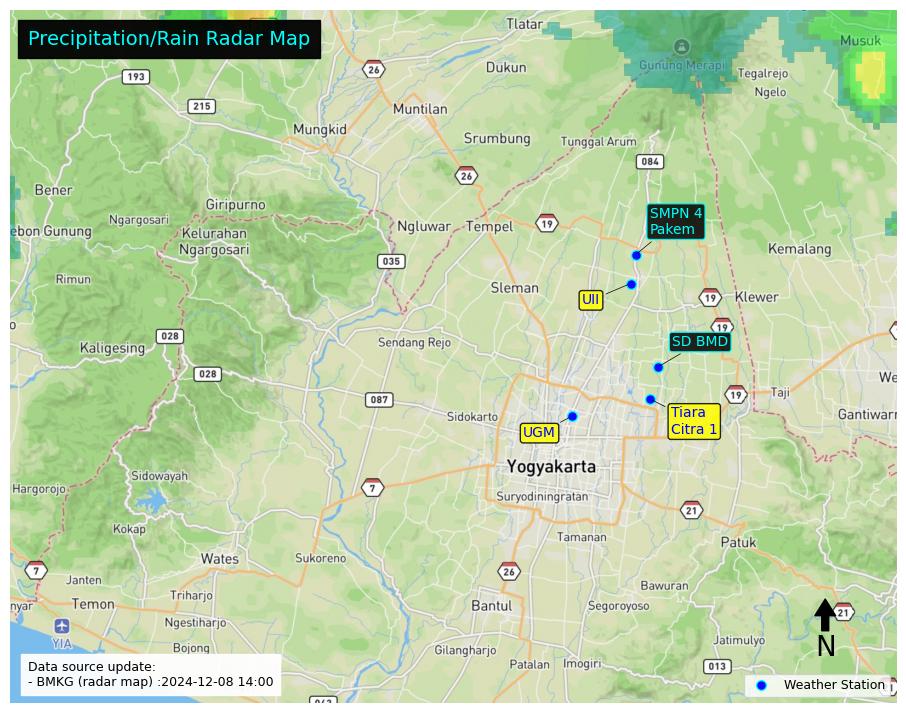 Precipitation/Rain Radar Map
Tlatar
Musuk
26
193
Dukun
Gunung Merapi
Tegalrejo
Ngelo
215
Muntilan
Mungkid
Srumbung
Tunggal Arum
084
26
Bener
Giripurno
SMPN 4
Pakem
Ngargosari
Ngluwar
Tempel
19
ebon Gunung
Kelurahan
Ngargosari
Kemalang
035
Rimun
Sleman
UII
19
Klewer
19
028
Kaligesing
Sendang Rejo
SD BMD
028
We
087
19
Taji
Sidokarto
Tiara
Citra 1
Gantiwarn
UGM
Yogyakarta
Sidowayah
Hargorojo
7
Suryodiningratan
21
Kokap
Tamanan
Patuk
Wates
Sukoreno
7
Janten
26
Bawuran
nyar
Temon
Triharjo
Bantul
Segoroyoso
21
Ngestiharjo
YIA
N
Bojong
Gilangharjo
Jatimulyo
Patalan
Imogiri
013
Data source update:
- BMKG (radar map) :2024-12-08 14:00
Weather Station